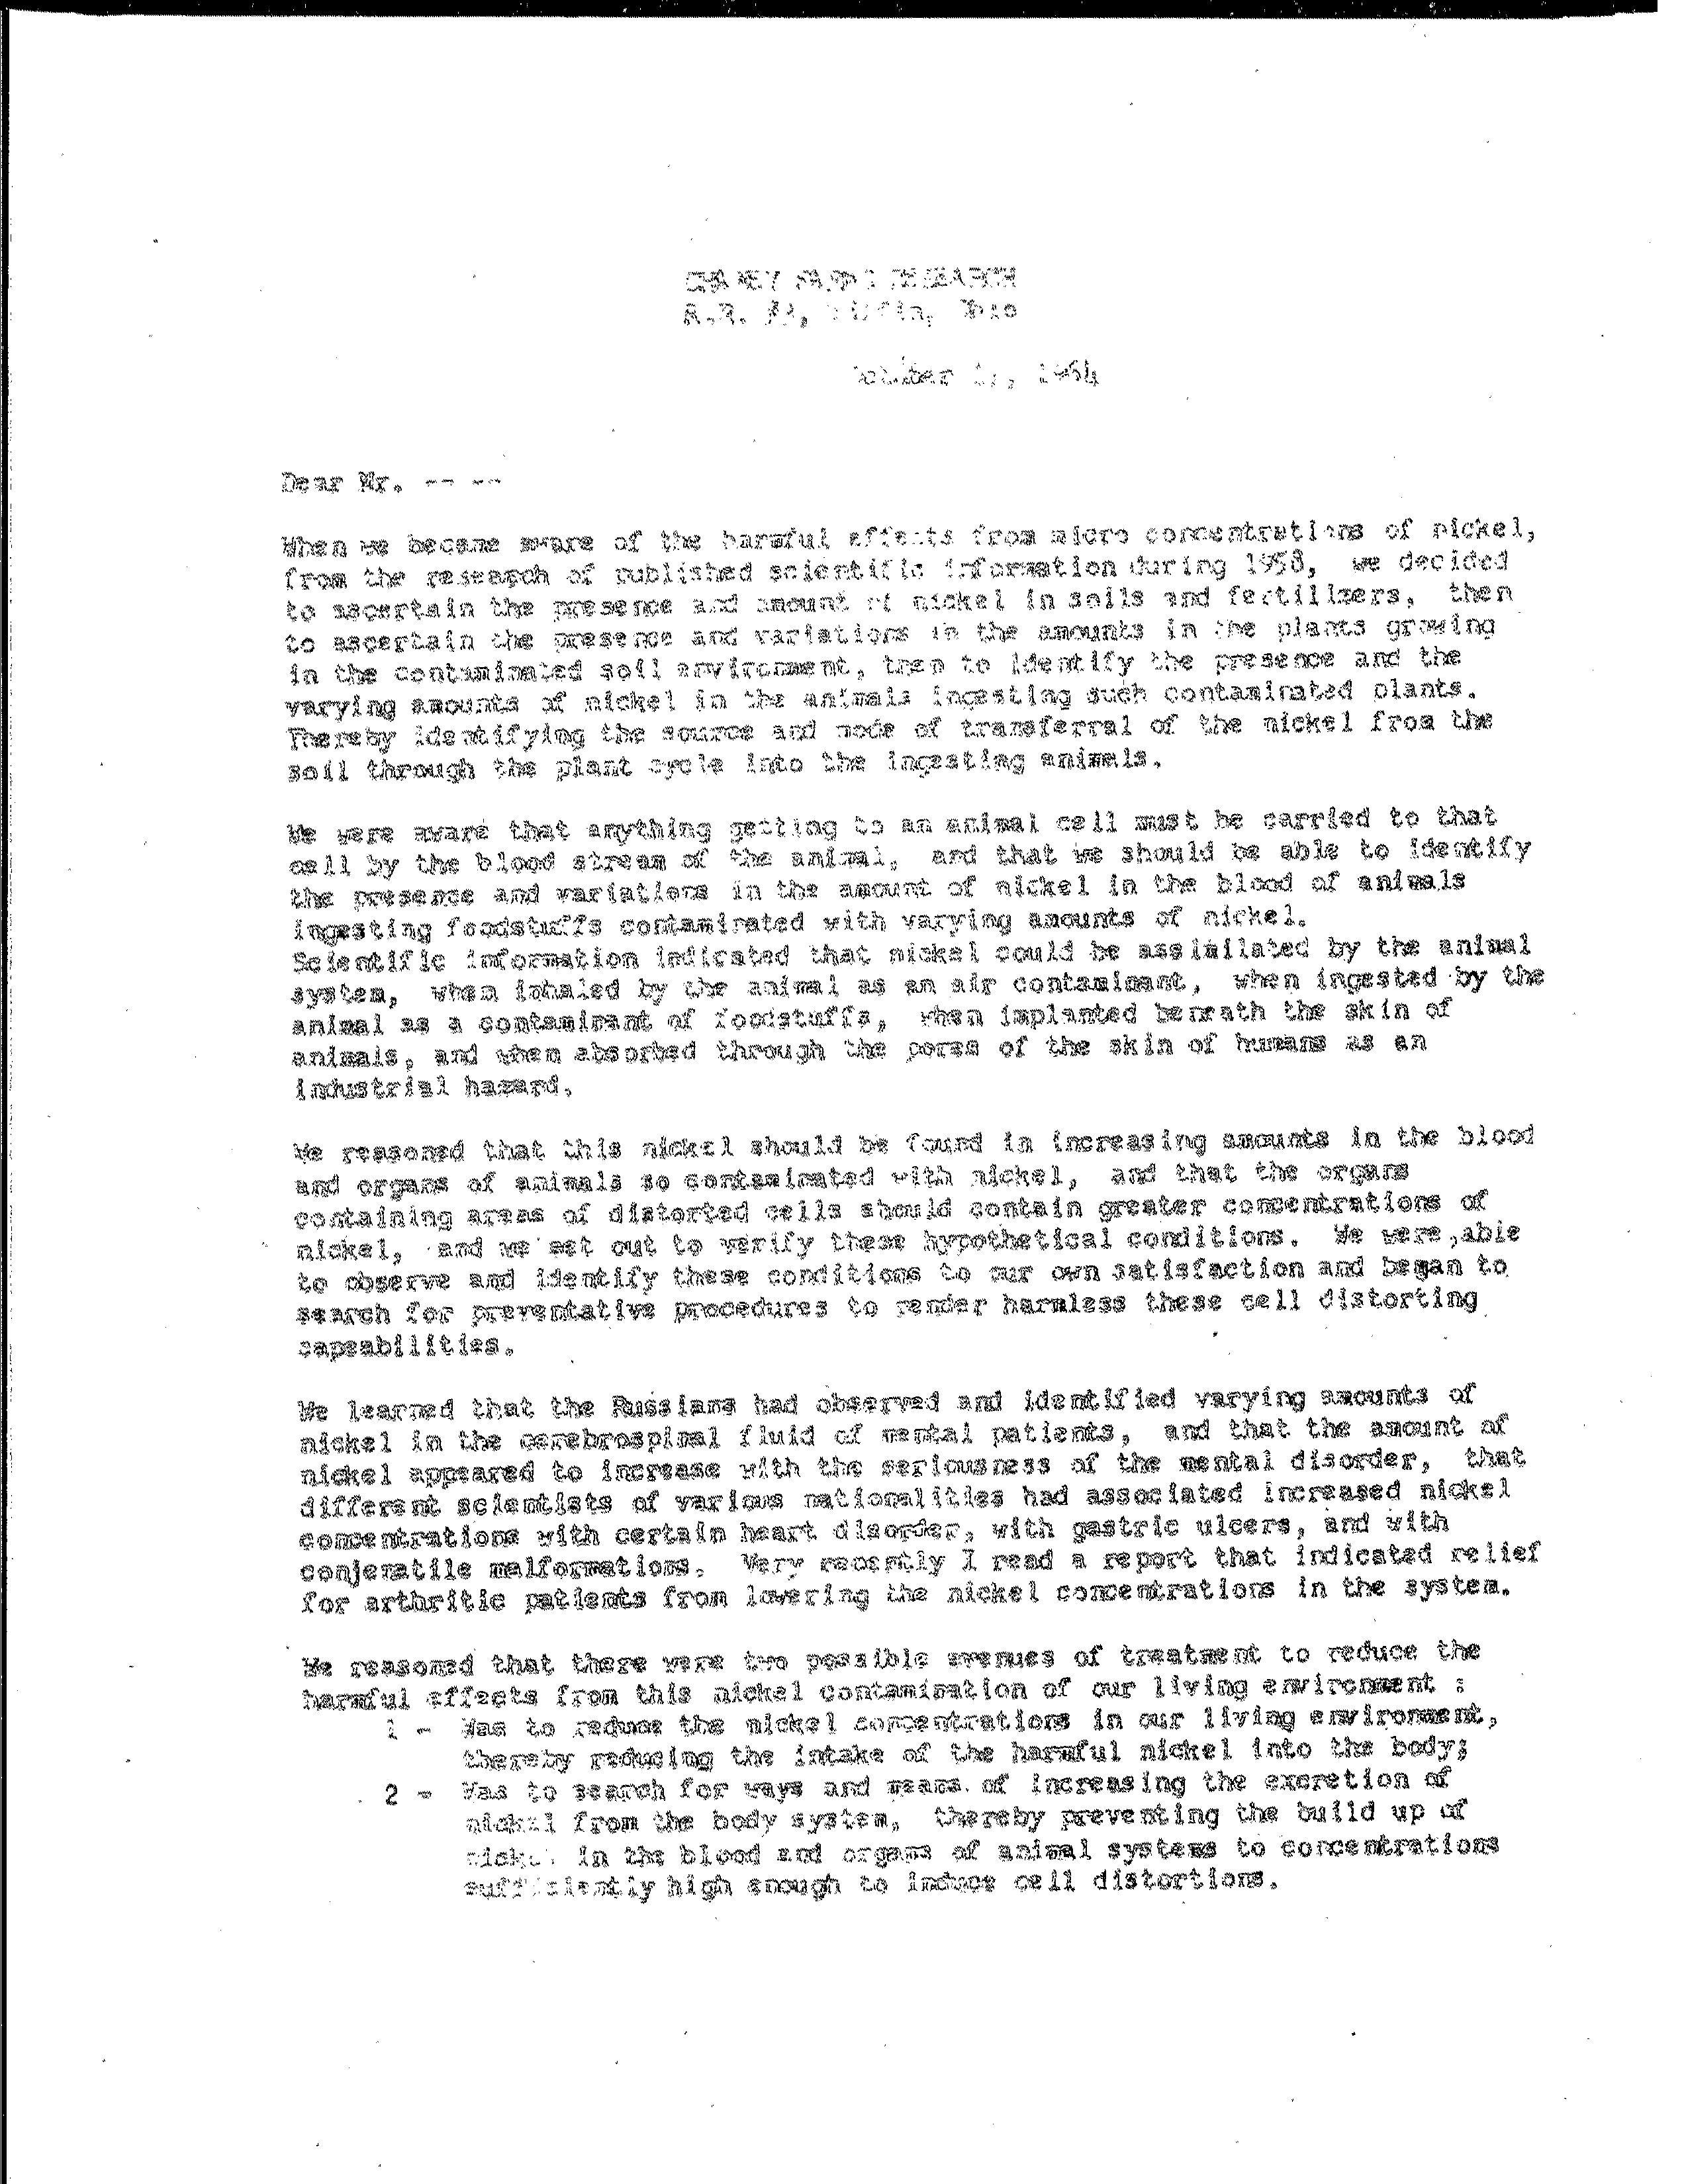 RESEARCH
R.R. Ohio
1964
Dear Mr. -- --
When we became aware of the harmful effects from micro concentrations of nickel,
from the research of published scientific information during 1958, we decided
to ascertain the presence and amount of nickel in soils and fertilizers, then
to ascertain the presence and variations in the amounts in the plants growing
in the contaminated soil environment, then to identify the presence and the
varying amounts of nickel in the animals ingesting such contaminated plants.
Thereby identifying the source and mode of transferral of the nickel from the
soil through the plant cycle into the ingesting animals.
We were aware that anything getting to an animal cell must be carried to that
cell by the blood stream of the animal, and that we should be able to identify
the presence and variations in the amount of nickel in the blood of animals
ingesting foodstuffs contaminated with varying amounts of nickel.
Scientific information indicated that nickel could be assimilated by the animal
system, when inhaled by the animal as an air contaminant, when ingested by the
animal as a contaminant of foodstuffs, when implanted beneath the skin of
animals, and when absorbed through the pores of the skin of humans as an
industrial hazard.
We reasoned that this nickel should be found in increasing amounts in the blood
and organs of animals so contaminated with nickel, and that the organs
containing areas of distorted cells should contain greater concentrations of
nickel, and we set out to verify these hypothetical conditions. We were,able
to observe and identify these conditions to our own satisfaction and began to
search for preventative procedures to render harmless these cell distorting
capeabilities.
We learned that the Russians had observed and identified varying amounts of
nickel in the cerebrospinal fluid of mental patients, and that the amount of
nickel appeared to increase with the seriousness of the mental disorder, that
different scientists of various nationalities had associated increased nickel
concentrations with certain heart disorder, with gastric ulcers, and with
conjenatile malformations. Very recently I read a report that indicated relief
for arthritic patients from lowering the nickel concentrations in the system.
We reasoned that there were two possible avenues of treatment to reduce the
harmful effects from this nickel contamination of our living environment :
1 - Was to reduce the nickel concentrations in our living environment,
thereby reducing the intake of the harmful nickel into the body;
2 - Was to search for ways and means of increasing the excretion of
nickel from the body system, thereby preventing the build up of
nickel in the blood and organs of animal systems to concentrations
sufficiently high enough to induce cell distortions.